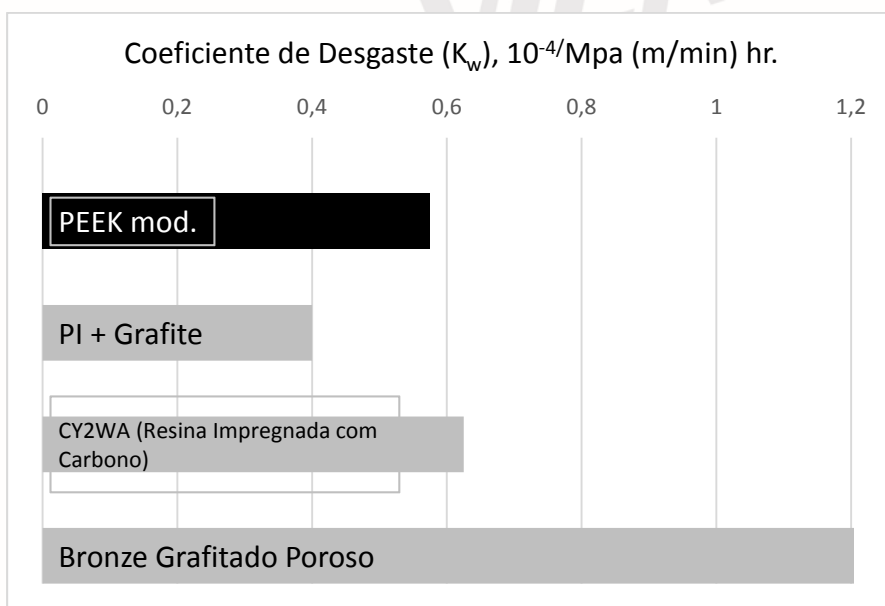 Coeficiente de Desgaste (Kw), 10-4/Mpa (m/min) hr.
0 0,2 0,4 0,6 0,8 1 1,2
PEEK mod.
PI + Grafite
CY2WA (Resina Impregnada com
Carbono)
Bronze Grafitado Poroso